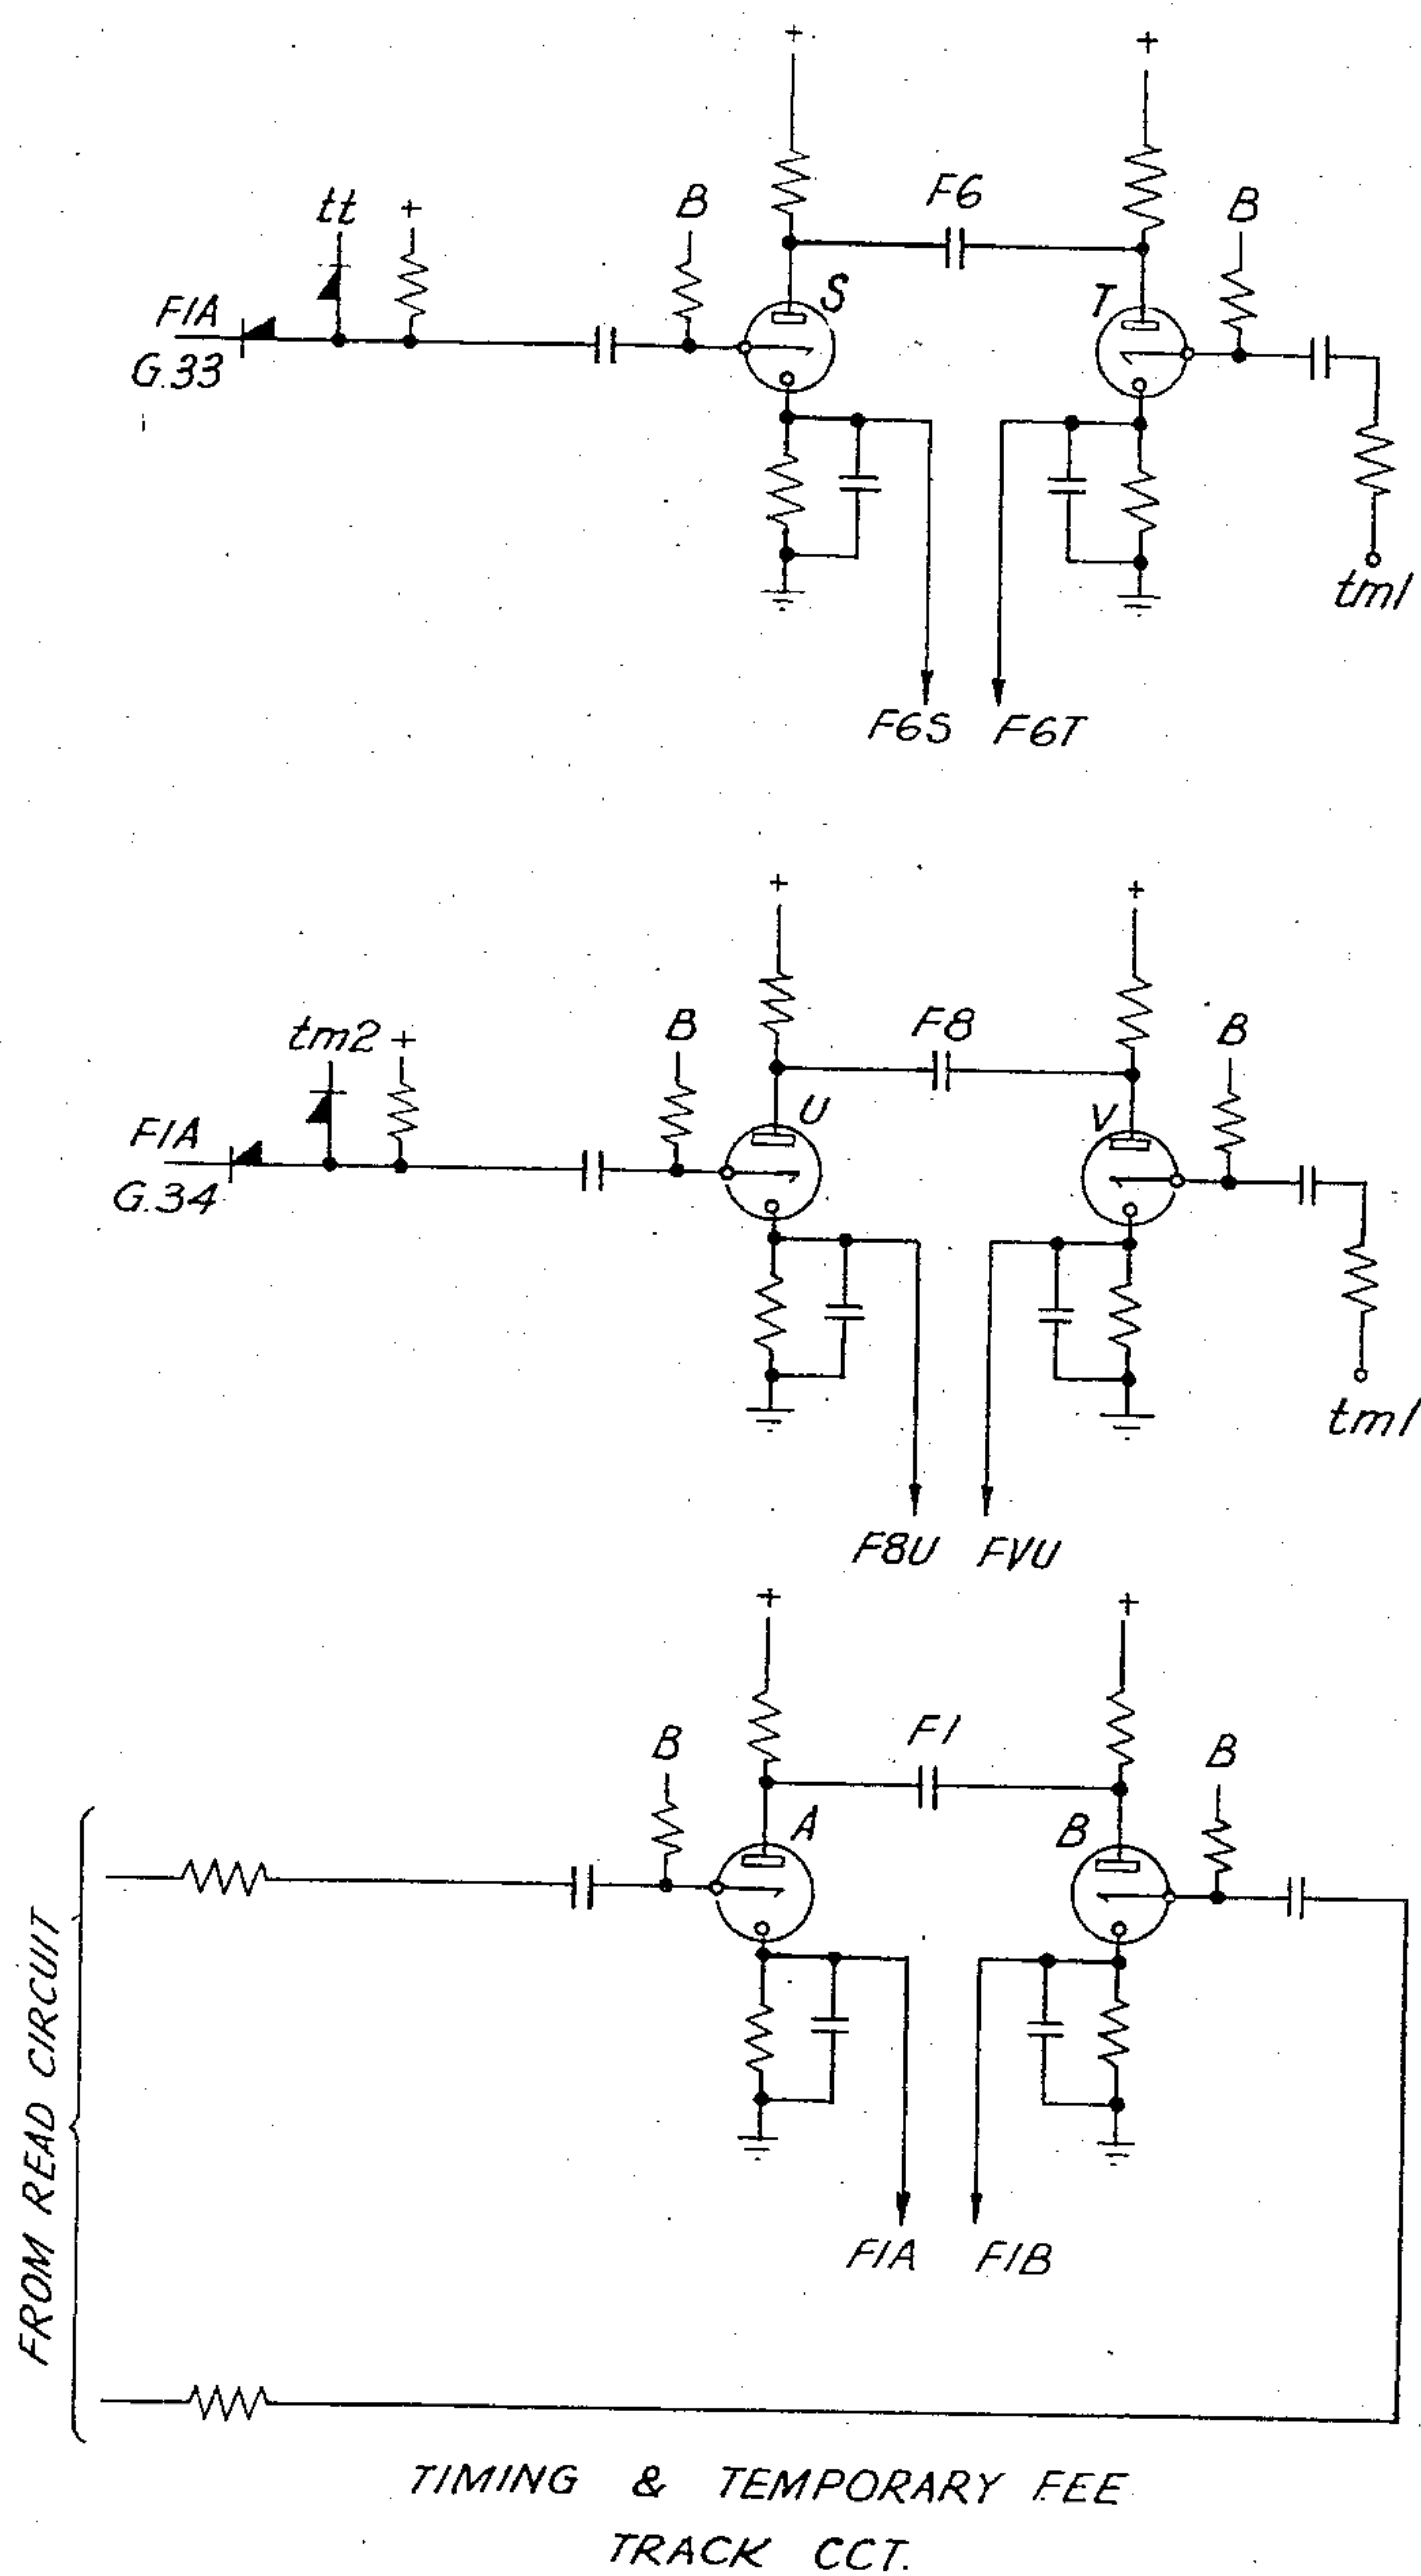 + +
F6
B B
tt +
S T
F1A
G.33
tm1
F6S F6T
+ +
F8
B B
tm2 +
U V
F1A
G.34
tm1
F8U FVU
+ +
F1
B B
A B
FROM READ CIRCUIT
F1A F1B
TIMING & TEMPORARY FEE
TRACK CCT.